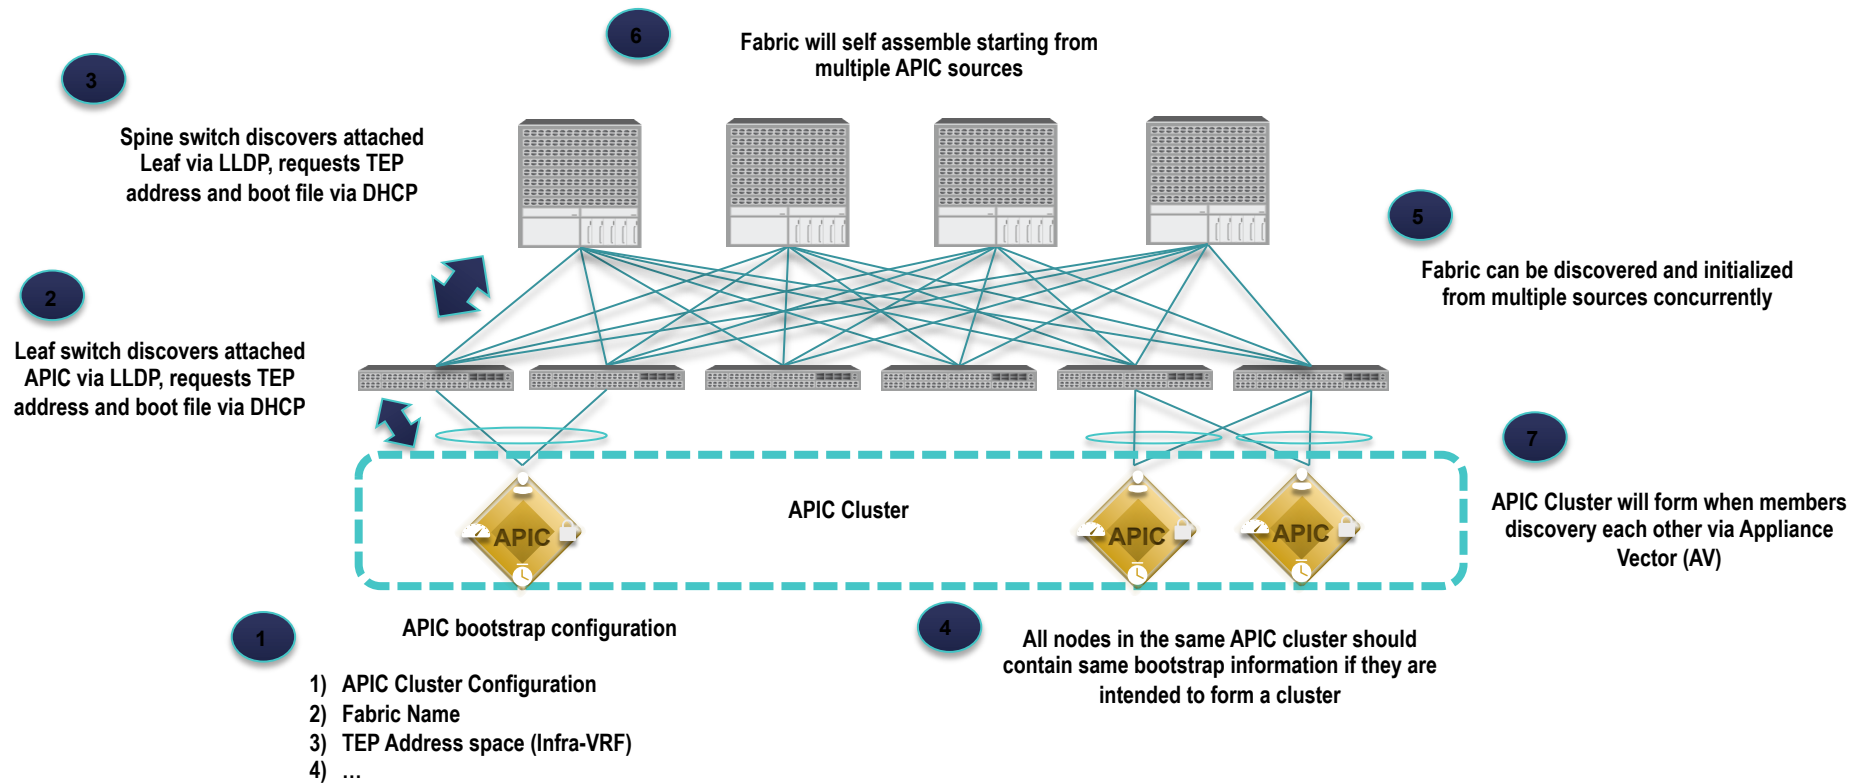 6
Fabric will self assemble starting from
multiple APIC sources
3
Spine switch discovers attached
Leaf via LLDP, requests TEP
address and boot file via DHCP
5
Fabric can be discovered and initialized
from multiple sources concurrently
2
Leaf switch discovers attached
APIC via LLDP, requests TEP
address and boot file via DHCP
7
APIC Cluster will form when members
discovery each other via Appliance
Vector (AV)
APIC Cluster
APIC
APIC
APIC
1
APIC bootstrap configuration
1) APIC Cluster Configuration
2) Fabric Name
3) TEP Address space (Infra-VRF)
4) …
4
All nodes in the same APIC cluster should
contain same bootstrap information if they are
intended to form a cluster